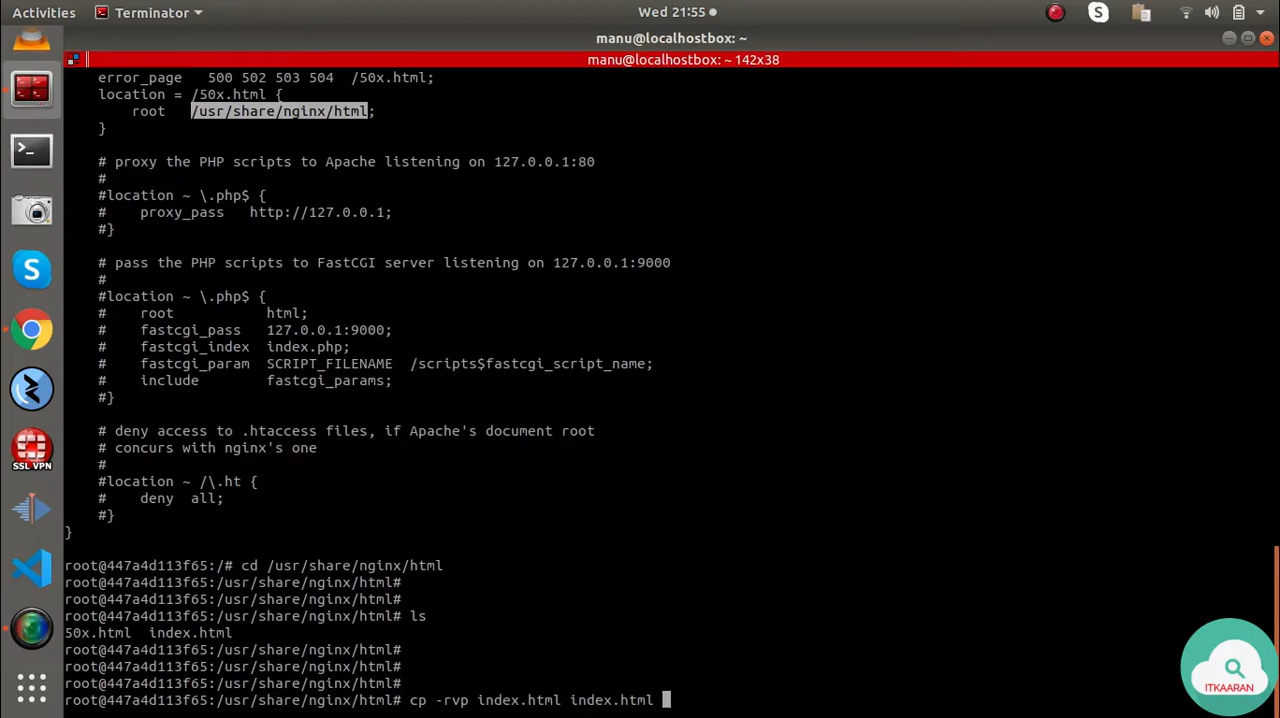 Activities Terminator Wed 21:55
manu@localhostbox: ~
manu@localhostbox: ~ 142x38
error_page 500 502 503 504 /50x.html;
location = /50x.html {
root /usr/share/nginx/html;
}
# proxy the PHP scripts to Apache listening on 127.0.0.1:80
#
#location ~ \.php$ {
# proxy_pass http://127.0.0.1;
#}
# pass the PHP scripts to FastCGI server listening on 127.0.0.1:9000
#
#location ~ \.php$ {
# root html;
# fastcgi_pass 127.0.0.1:9000;
# fastcgi_index index.php;
# fastcgi_param SCRIPT_FILENAME /scripts$fastcgi_script_name;
# include fastcgi_params;
#}
# deny access to .htaccess files, if Apache's document root
# concurs with nginx's one
#
#location ~ /\.ht {
# deny all;
#}
}
root@447a4d113f65:/# cd /usr/share/nginx/html
root@447a4d113f65:/usr/share/nginx/html#
root@447a4d113f65:/usr/share/nginx/html#
root@447a4d113f65:/usr/share/nginx/html# ls
50x.html index.html
root@447a4d113f65:/usr/share/nginx/html#
root@447a4d113f65:/usr/share/nginx/html#
root@447a4d113f65:/usr/share/nginx/html#
root@447a4d113f65:/usr/share/nginx/html# cp -rvp index.html index.html
SSL VPN
ITKAARAN